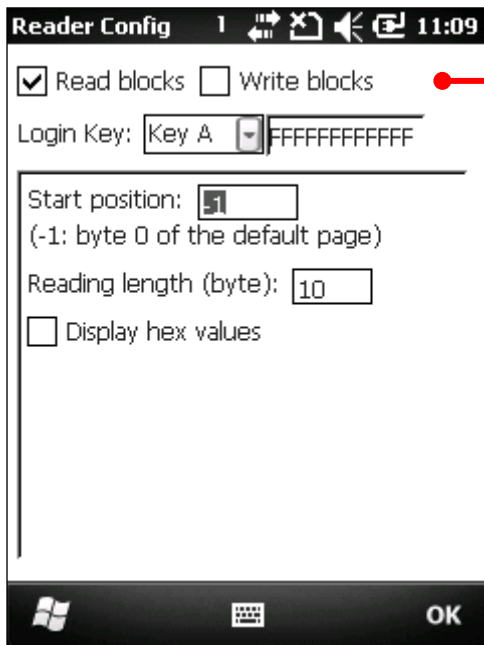 Reader Config 1 11:09
Read blocks Write blocks
Login Key: Key A FFFFFFFFFFFF
Start position: -1
(-1: byte 0 of the default page)
Reading length (byte): 10
Display hex values
OK